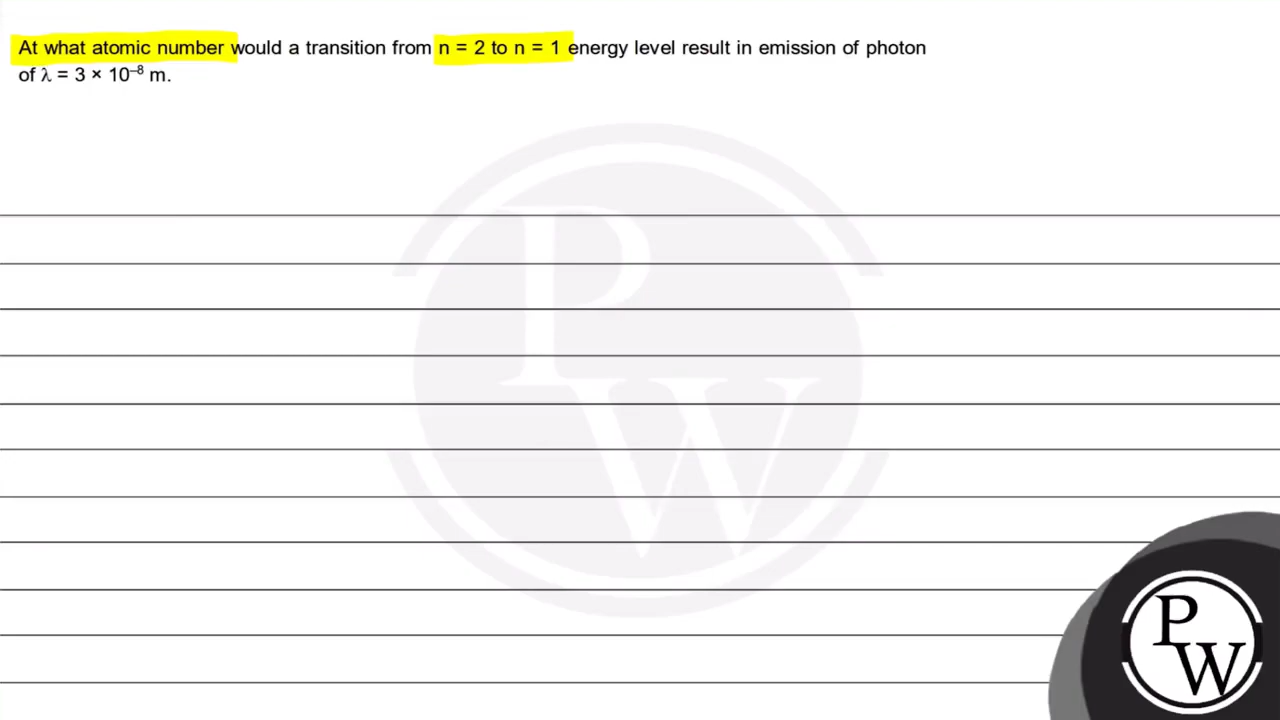 At what atomic number would a transition from n = 2 to n = 1 energy level result in emission of photon
of λ = 3 × 10⁻⁸ m.
P
W
P
W